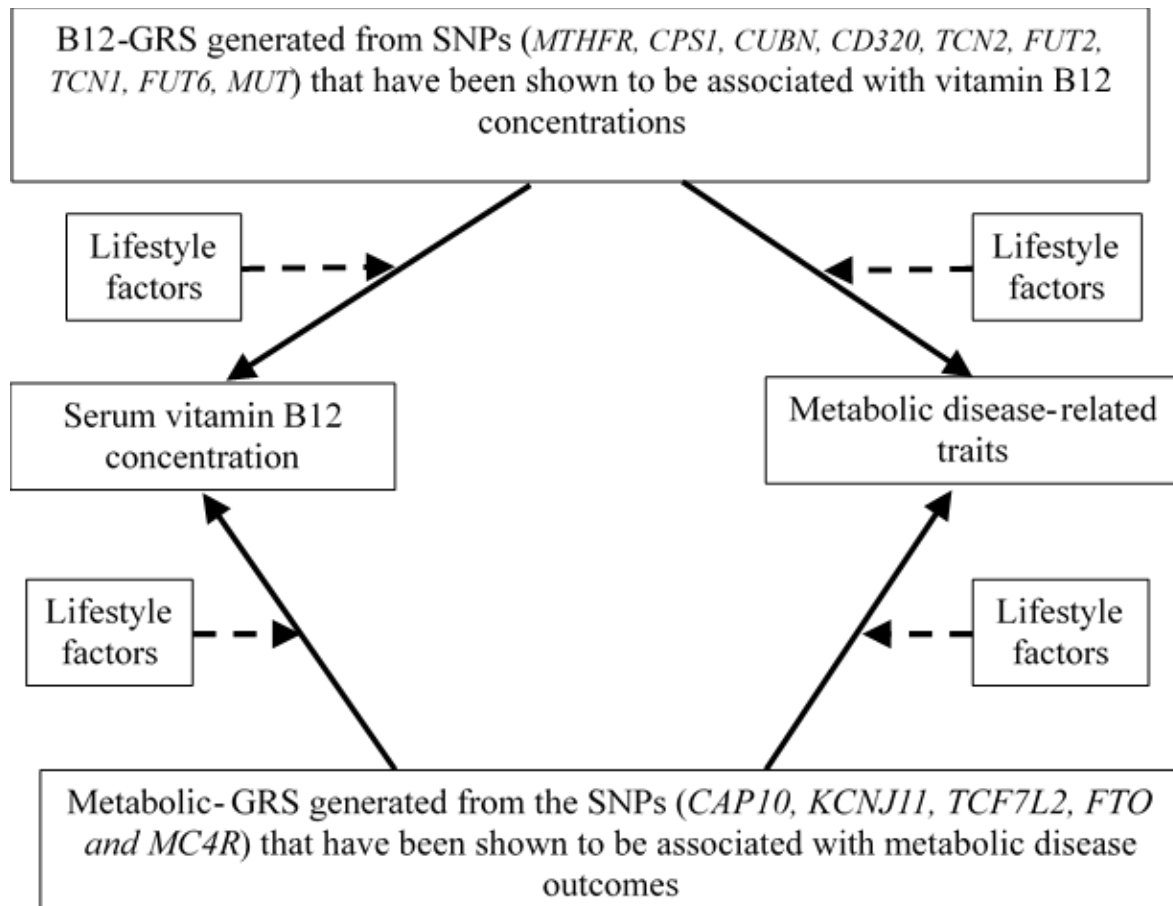 B12-GRS generated from SNPs (MTHFR, CPS1, CUBN, CD320, TCN2, FUT2,
TCN1, FUT6, MUT) that have been shown to be associated with vitamin B12
concentrations
Lifestyle
factors
Lifestyle
factors
Serum vitamin B12
concentration
Metabolic disease-related
traits
Lifestyle
factors
Lifestyle
factors
Metabolic-GRS generated from the SNPs (CAP10, KCNJ11, TCF7L2, FTO
and MC4R) that have been shown to be associated with metabolic disease
outcomes